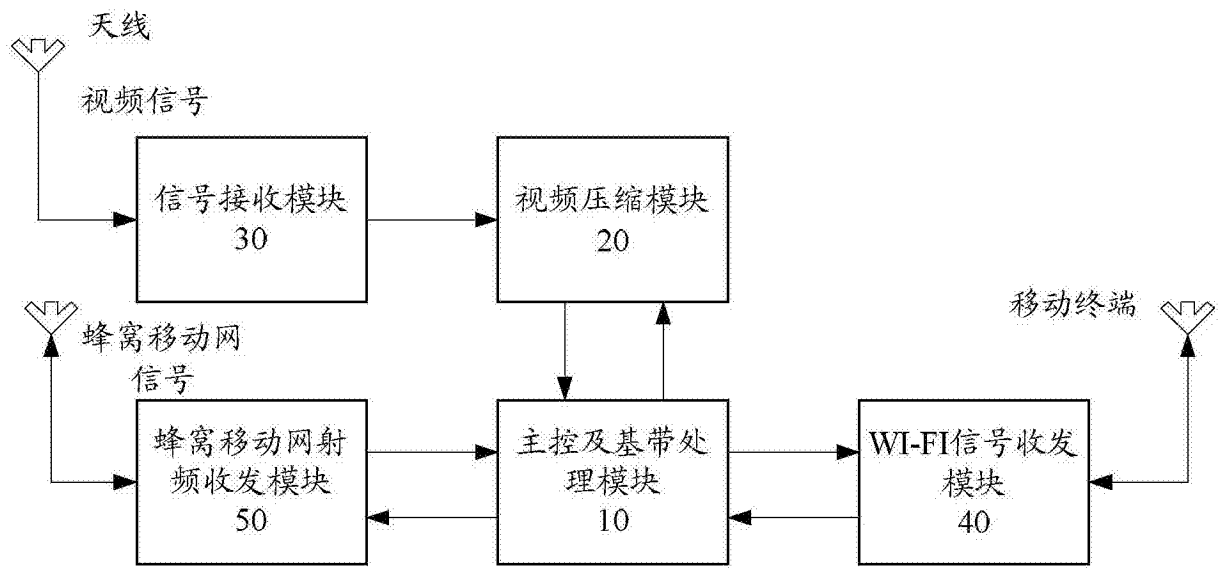 天线
视频信号
信号接收模块
30
视频压缩模块
20
蜂窝移动网
信号
移动终端
蜂窝移动网射
频收发模块
50
主控及基带处
理模块
10
WI-FI信号收发
模块
40